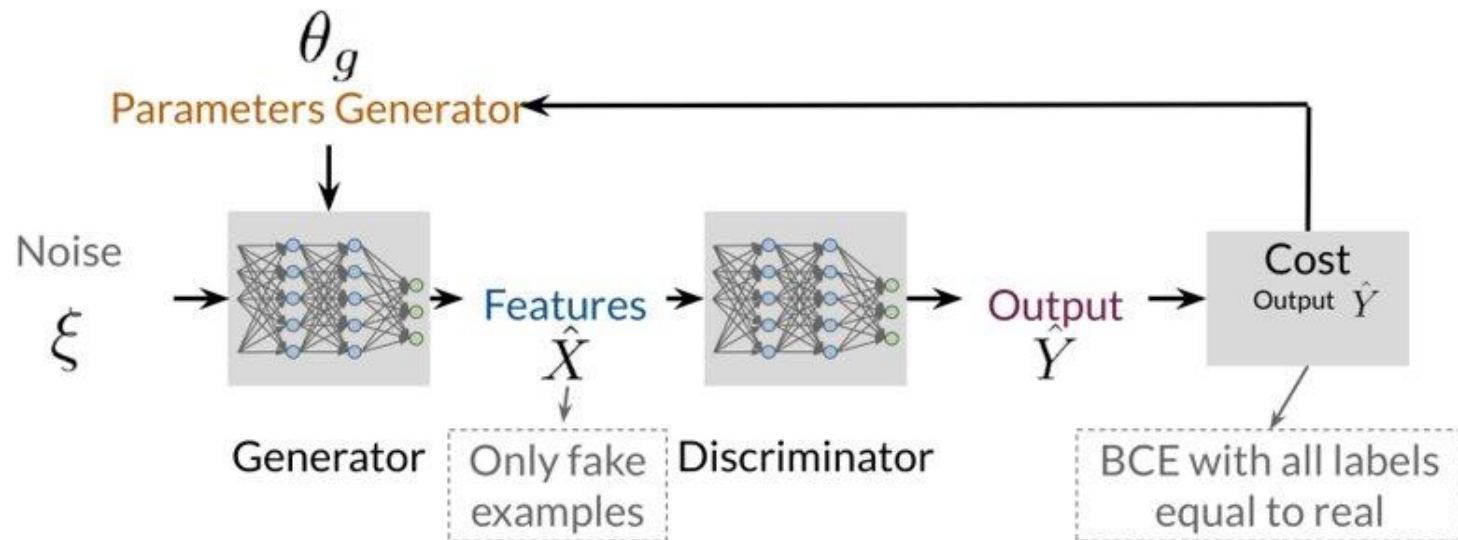 θ_g
Parameters Generator
Noise
ξ
Features
X̂
Output
Ŷ
Cost
Output Ŷ
Generator
Only fake
examples
Discriminator
BCE with all labels
equal to real